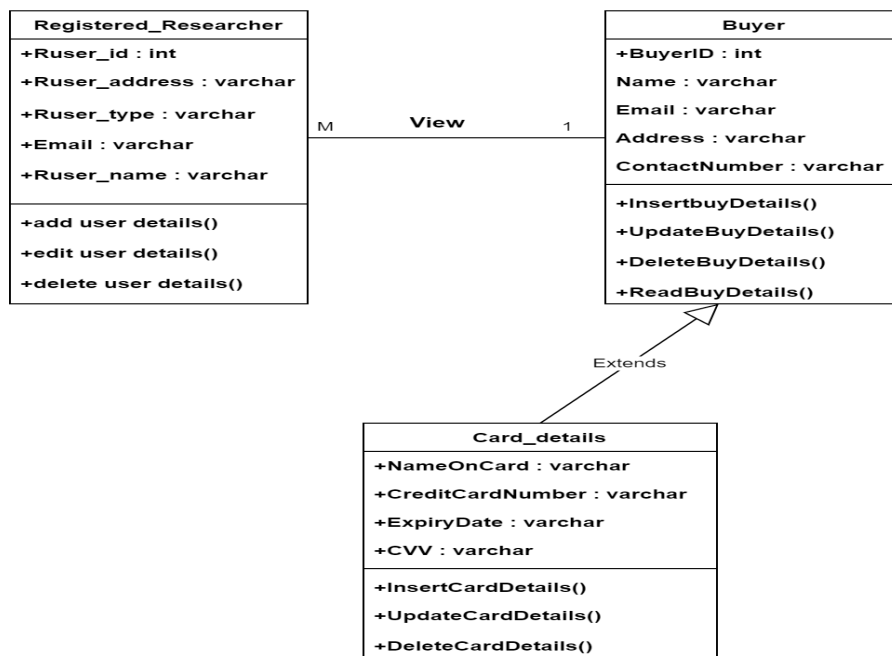 Registered_Researcher
+Ruser_id : int
+Ruser_address : varchar
+Ruser_type : varchar
+Email : varchar
+Ruser_name : varchar
+add user details()
+edit user details()
+delete user details()
M
View
1
Buyer
+BuyerID : int
Name : varchar
Email : varchar
Address : varchar
ContactNumber : varchar
+InsertbuyDetails()
+UpdateBuyDetails()
+DeleteBuyDetails()
+ReadBuyDetails()
Extends
Card_details
+NameOnCard : varchar
+CreditCardNumber : varchar
+ExpiryDate : varchar
+CVV : varchar
+InsertCardDetails()
+UpdateCardDetails()
+DeleteCardDetails()